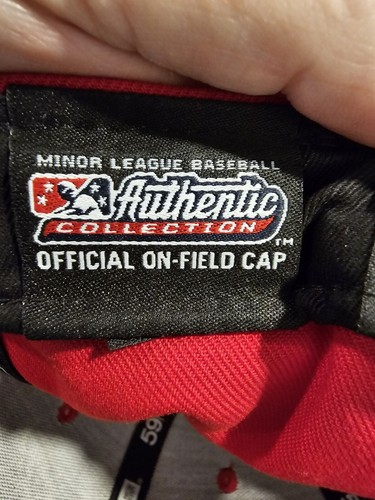 MINOR LEAGUE BASEBALL
Authentic
COLLECTION TM
OFFICIAL ON-FIELD CAP
59